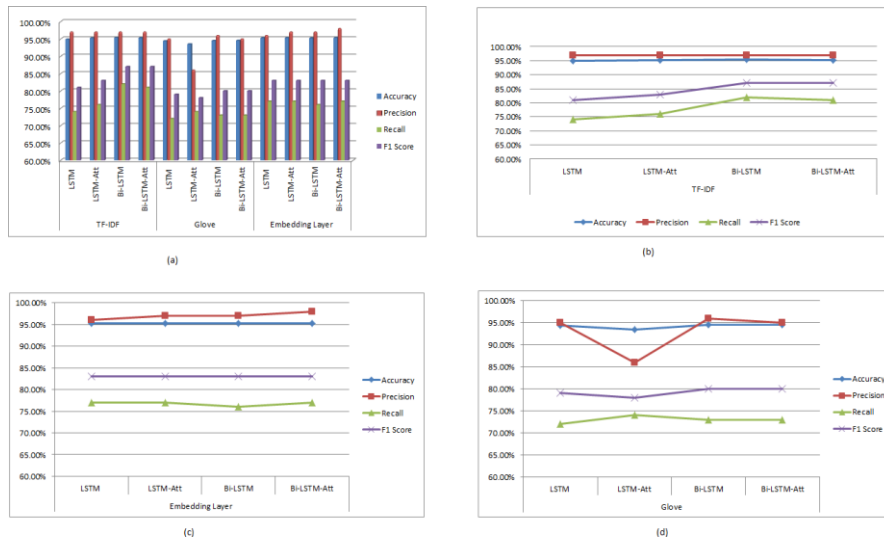 100.00%
95.00%
90.00%
85.00%
80.00%
75.00%
70.00%
65.00%
60.00%
LSTM
LSTM-Att
Bi-LSTM
Bi-LSTM-Att
LSTM
LSTM-Att
Bi-LSTM
Bi-LSTM-Att
LSTM
LSTM-Att
Bi-LSTM
Bi-LSTM-Att
TF-IDF
Glove
Embedding Layer
Accuracy
Precision
Recall
F1 Score
(a)
100.00%
95.00%
90.00%
85.00%
80.00%
75.00%
70.00%
65.00%
60.00%
LSTM
LSTM-Att
Bi-LSTM
Bi-LSTM-Att
TF-IDF
Accuracy
Precision
Recall
F1 Score
(b)
100.00%
95.00%
90.00%
85.00%
80.00%
75.00%
70.00%
65.00%
60.00%
LSTM
LSTM-Att
Bi-LSTM
Bi-LSTM-Att
Embedding Layer
Accuracy
Precision
Recall
F1 Score
(c)
100.00%
95.00%
90.00%
85.00%
80.00%
75.00%
70.00%
65.00%
60.00%
LSTM
LSTM-Att
Bi-LSTM
Bi-LSTM-Att
Glove
Accuracy
Precision
Recall
F1 Score
(d)